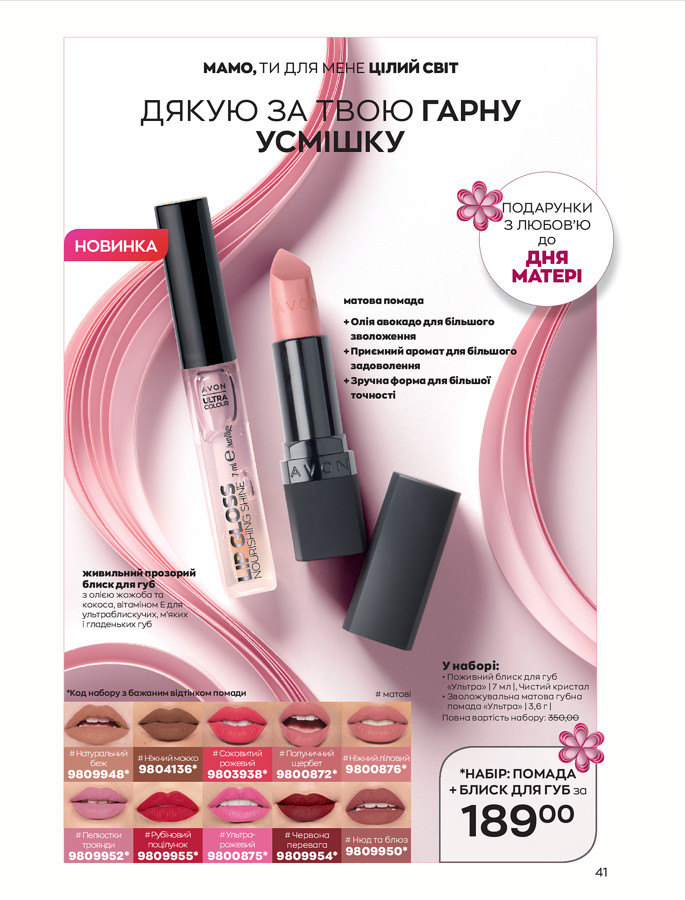 МАМО, ТИ ДЛЯ МЕНЕ ЦІЛИЙ СВІТ
ДЯКУЮ ЗА ТВОЮ ГАРНУ
УСМІШКУ
ПОДАРУНКИ
З ЛЮБОВ'Ю
ДО
ДНЯ
МАТЕРІ
НОВИНКА
матова помада
+Олія авокадо для більшого
зволоження
+Приємний аромат для більшого
задоволення
+Зручна форма для більшої
точності
AVON
AVON
ULTRA
COLOUR
LIP GLOSS
NOURISHING SHINE
7 ml e
AVON
живильний прозорий
блиск для губ
з олією жожоба та
кокоса, вітаміном Е для
ультраблискучих, м'яких
і гладеньких губ
У наборі:
• Поживний блиск для губ
«Ультра» | 7 мл |, Чистий кристал
• Зволожувальна матова губна
помада «Ультра» | 3,6 г |
Повна вартість набору: 350,00
*Код набору з бажаним відтінком помади
# матові
# Натуральний
беж
9809948*
# Ніжний мокко
9804136*
# Соковитий
рожевий
9803938*
# Полуничний
щербет
9800872*
# Ніжний ліловий
9800876*
# Пелюстки
троянди
9809952*
# Рубіновий
поцілунок
9809955*
# Ультра-
рожевий
9800875*
# Червона
перевага
9809954*
# Нюд та блюз
9809950*
*НАБІР: ПОМАДА
+ БЛИСК ДЛЯ ГУБ за
189⁰⁰
41